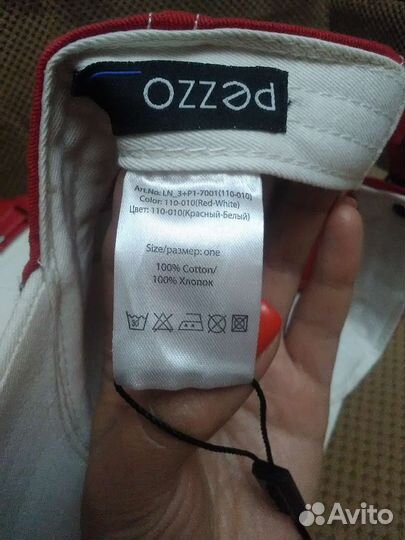 pezzo
Art.No: LN_3+P1-7001(110-010)
Color: 110-010(Red-White)
Цвет: 110-010(Красный-Белый)
Size/размер: one
100% Cotton/
100% Хлопок
30
Avito